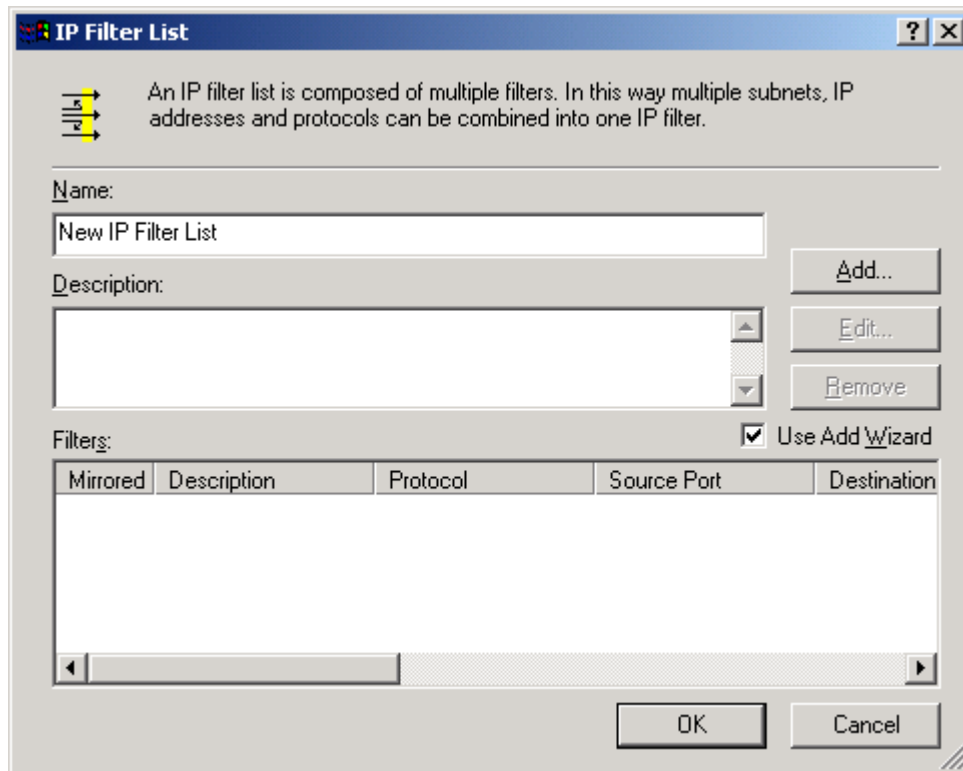 IP Filter List
An IP filter list is composed of multiple filters. In this way multiple subnets, IP
addresses and protocols can be combined into one IP filter.
Name:
New IP Filter List
Add...
Description:
Edit...
Remove
Filters:
Use Add Wizard
Mirrored Description Protocol Source Port Destination
OK Cancel